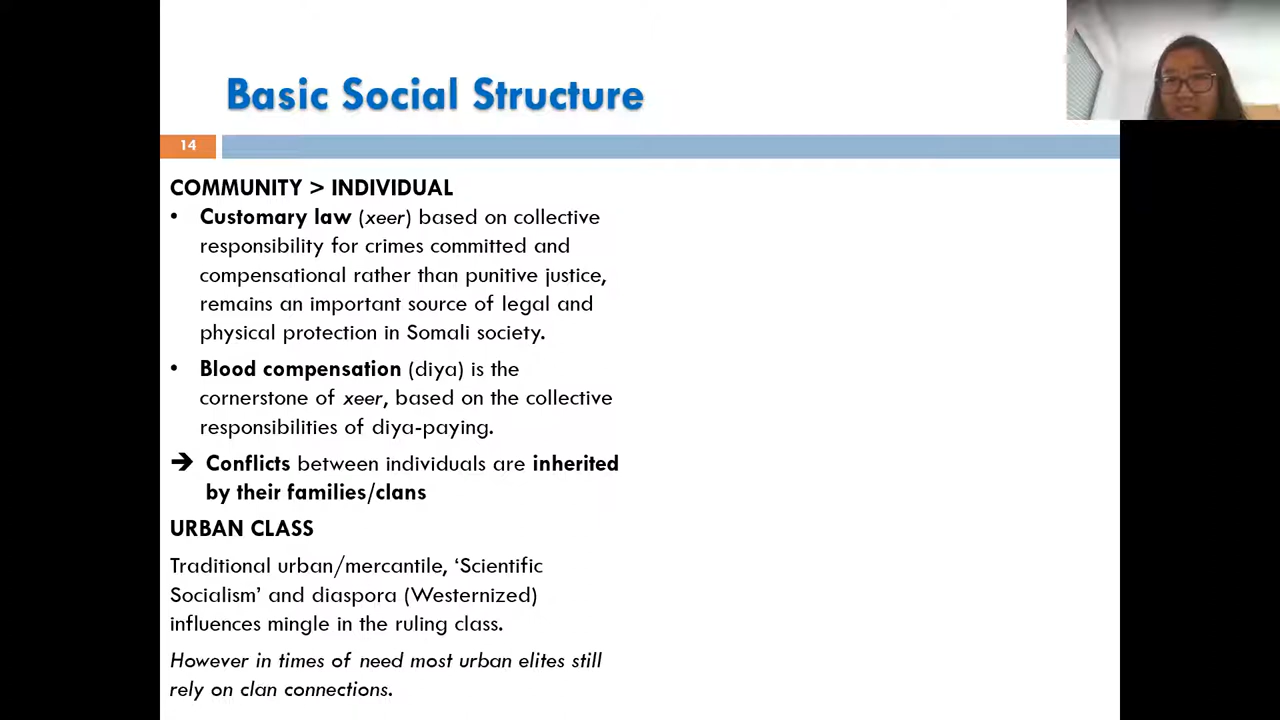 Basic Social Structure
14
COMMUNITY > INDIVIDUAL
• Customary law (xeer) based on collective
responsibility for crimes committed and
compensational rather than punitive justice,
remains an important source of legal and
physical protection in Somali society.
• Blood compensation (diya) is the
cornerstone of xeer, based on the collective
responsibilities of diya-paying.
➔ Conflicts between individuals are inherited
by their families/clans
URBAN CLASS
Traditional urban/mercantile, ‘Scientific
Socialism’ and diaspora (Westernized)
influences mingle in the ruling class.
However in times of need most urban elites still
rely on clan connections.